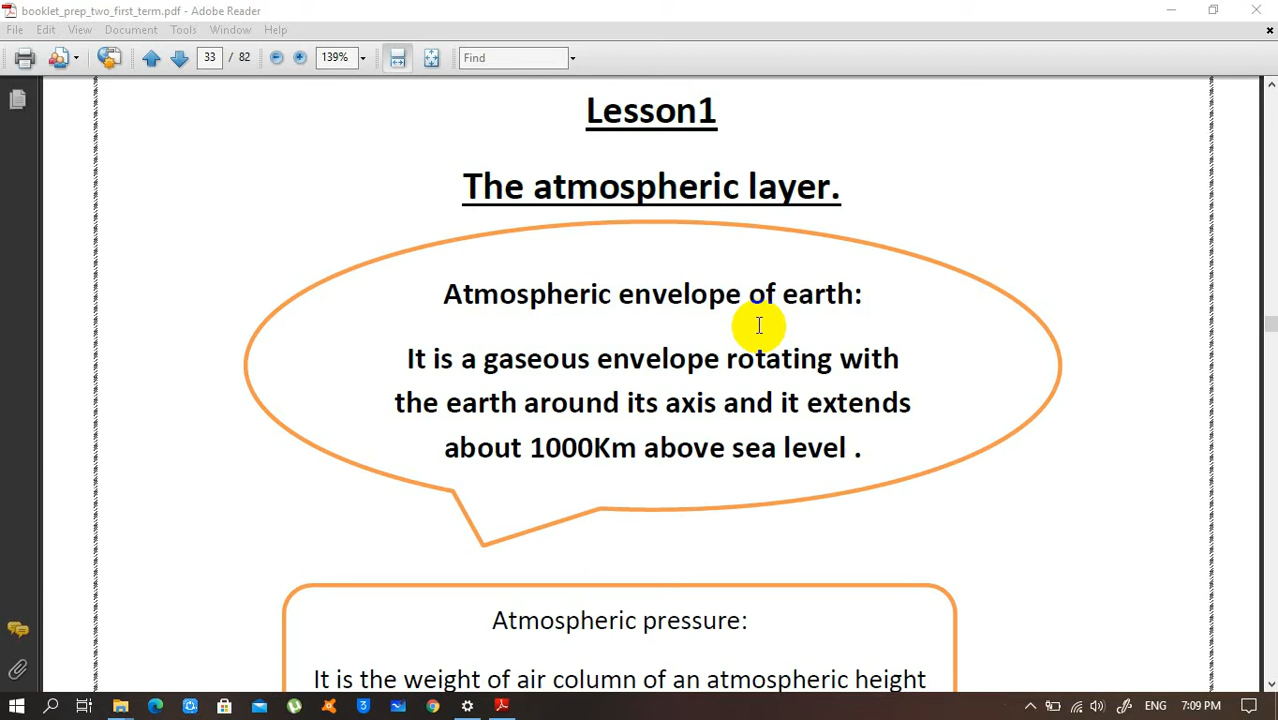 booklet_prep_two_first_term.pdf - Adobe Reader
File Edit View Document Tools Window Help
33 / 82 139% Find
Lesson1
The atmospheric layer.
Atmospheric envelope of earth:
It is a gaseous envelope rotating with
the earth around its axis and it extends
about 1000Km above sea level .
Atmospheric pressure:
It is the weight of air column of an atmospheric height
ENG 7:09 PM